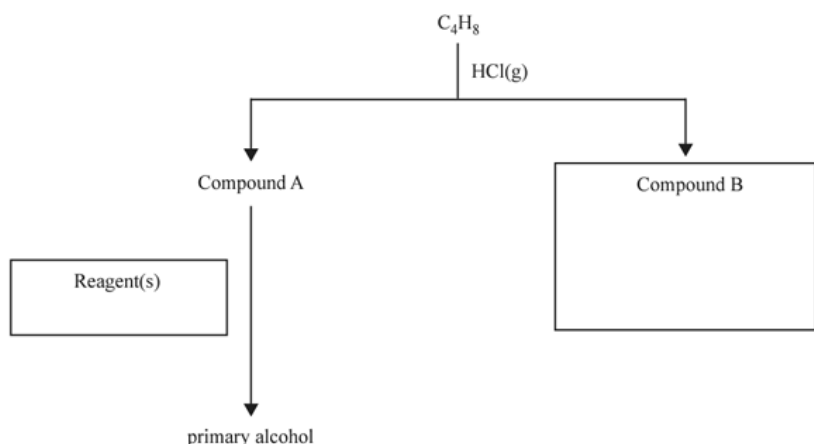 C₄H₈
HCl(g)
Compound A
Compound B
Reagent(s)
primary alcohol